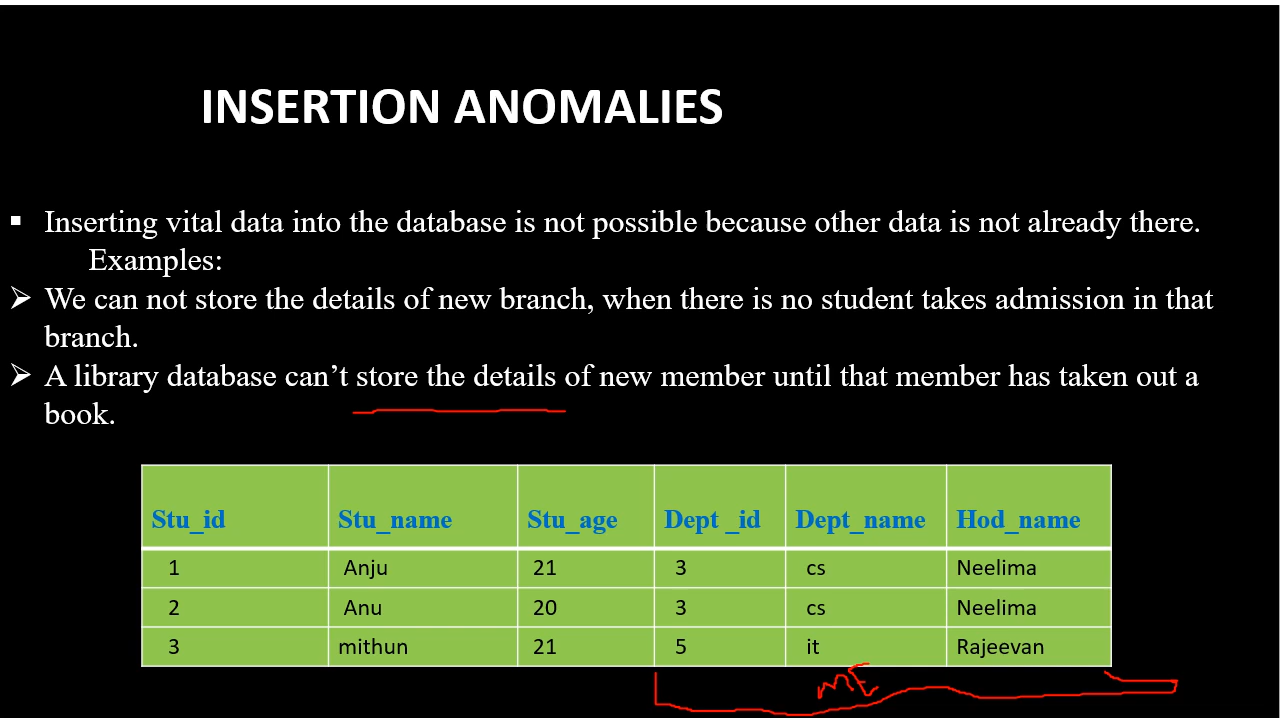 INSERTION ANOMALIES
▪ Inserting vital data into the database is not possible because other data is not already there.
Examples:
➢ We can not store the details of new branch, when there is no student takes admission in that
branch.
➢ A library database can’t store the details of new member until that member has taken out a
book.
Stu_id Stu_name Stu_age Dept _id Dept_name Hod_name
1 Anju 21 3 cs Neelima
2 Anu 20 3 cs Neelima
3 mithun 21 5 it Rajeevan
ME